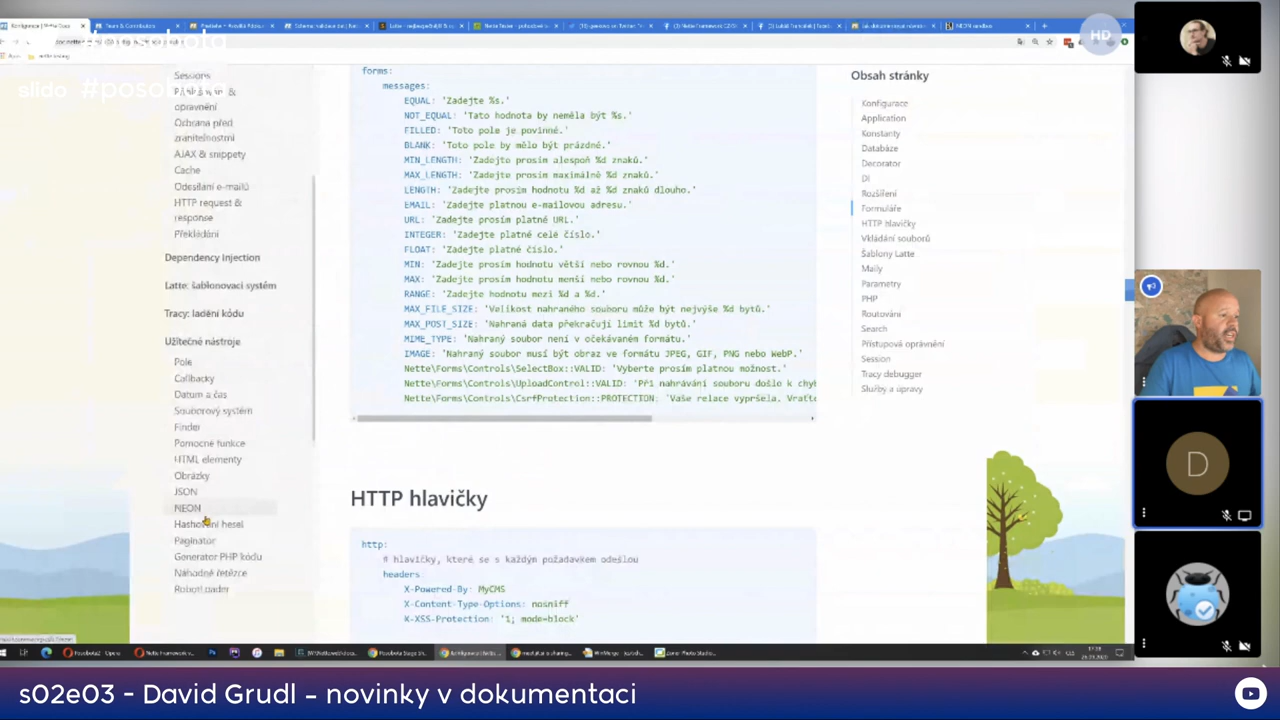 HD
slido #posobota
Sessions
oprávnění
Ochrana před
zranitelnostmi
AJAX & snippety
Cache
Odesílání e-mailů
HTTP request &
response
Překládání
Dependency Injection
Latte: šablonovací systém
Tracy: ladění kódu
Užitečné nástroje
Pole
Callbacky
Datum a čas
Souborový systém
Finder
Pomocné funkce
HTML elementy
Obrázky
JSON
NEON
Hashování hesel
Paginator
Generátor PHP kódu
Náhodné řetězce
RobotLoader
forms:
messages:
EQUAL: 'Zadejte %s.'
NOT_EQUAL: 'Tato hodnota by neměla být %s.'
FILLED: 'Toto pole je povinné.'
BLANK: 'Toto pole by mělo být prázdné.'
MIN_LENGTH: 'Zadejte prosím alespoň %d znaků.'
MAX_LENGTH: 'Zadejte prosím maximálně %d znaků.'
LENGTH: 'Zadejte prosím hodnotu %d až %d znaků dlouho.'
EMAIL: 'Zadejte platnou e-mailovou adresu.'
URL: 'Zadejte prosím platné URL.'
INTEGER: 'Zadejte platné celé číslo.'
FLOAT: 'Zadejte platné číslo.'
MIN: 'Zadejte prosím hodnotu větší nebo rovnou %d.'
MAX: 'Zadejte prosím hodnotu menší nebo rovnou %d.'
RANGE: 'Zadejte hodnotu mezi %d a %d.'
MAX_FILE_SIZE: 'Velikost nahraného souboru může být nejvýše %d bytů.'
MAX_POST_SIZE: 'Nahraná data překračují limit %d bytů.'
MIME_TYPE: 'Nahraný soubor není v očekávaném formátu.'
IMAGE: 'Nahraný soubor musí být obraz ve formátu JPEG, GIF, PNG nebo WebP.'
Nette\Forms\Controls\SelectBox::VALID: 'Vyberte prosím platnou možnost.'
Nette\Forms\Controls\UploadControl::VALID: 'Při nahrávání souboru došlo k chyb
Nette\Forms\Controls\CsrfProtection::PROTECTION: 'Vaše relace vypršela. Vraťte
HTTP hlavičky
http:
# hlavičky, které se s každým požadavkem odešlou
headers:
X-Powered-By: MyCMS
X-Content-Type-Options: nosniff
X-XSS-Protection: '1; mode=block'
Obsah stránky
Konfigurace
Application
Konstanty
Databáze
Decorator
DI
Rozšíření
Formuláře
HTTP hlavičky
Vkládání souborů
Šablony Latte
Maily
Parametry
PHP
Routování
Search
Přístupová oprávnění
Session
Tracy debugger
Služby a úpravy
D
s02e03 - David Grudl – novinky v dokumentaci